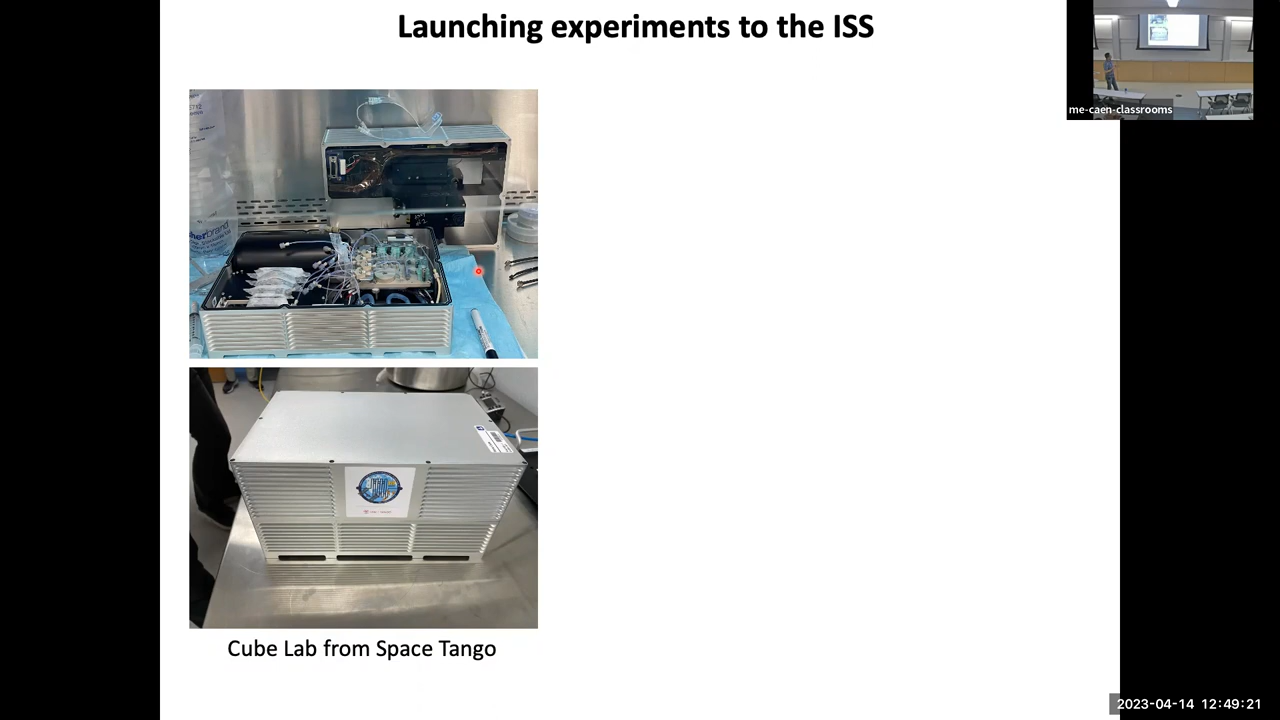 Launching experiments to the ISS
me-caen-classrooms
Cube Lab from Space Tango
2023-04-14 12:49:21